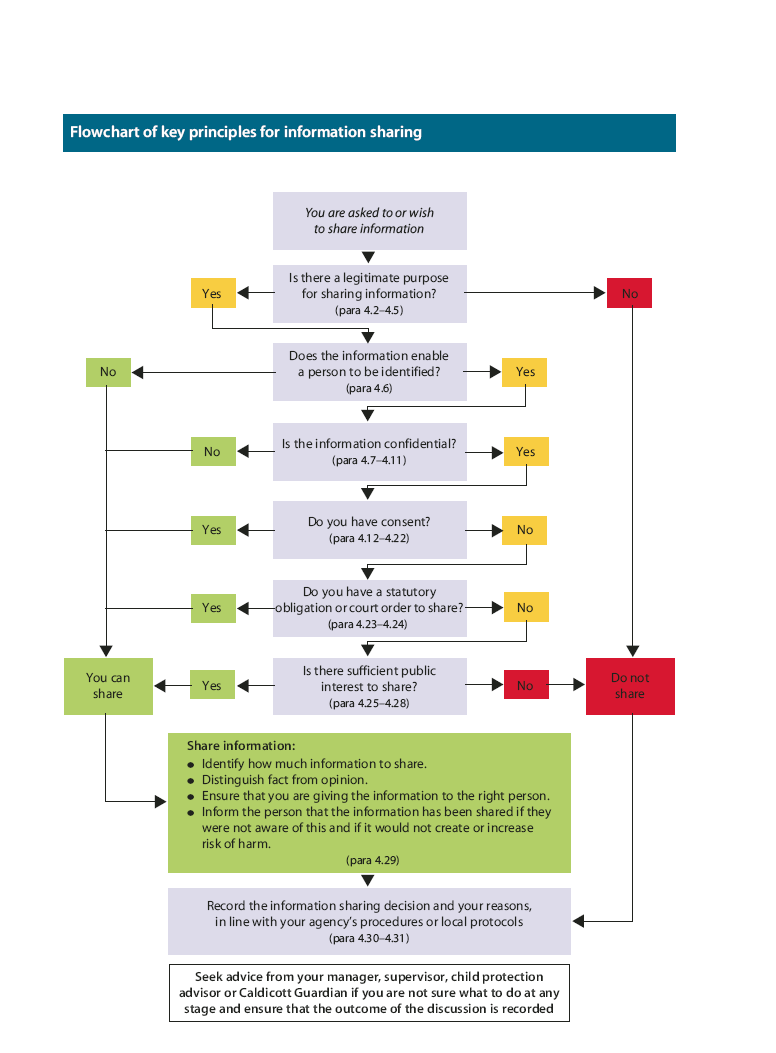 Flowchart of key principles for information sharing
You are asked to or wish
to share information
Is there a legitimate purpose
for sharing information?
(para 4.2–4.5)
Yes
No
Does the information enable
a person to be identified?
(para 4.6)
No
Yes
Is the information confidential?
(para 4.7–4.11)
No
Yes
Do you have consent?
(para 4.12–4.22)
Yes
No
Do you have a statutory
obligation or court order to share?
(para 4.23–4.24)
Yes
No
Is there sufficient public
interest to share?
(para 4.25–4.28)
Yes
No
You can
share
Do not
share
Share information:
● Identify how much information to share.
● Distinguish fact from opinion.
● Ensure that you are giving the information to the right person.
● Inform the person that the information has been shared if they
were not aware of this and if it would not create or increase
risk of harm.
(para 4.29)
Record the information sharing decision and your reasons,
in line with your agency’s procedures or local protocols
(para 4.30–4.31)
Seek advice from your manager, supervisor, child protection
advisor or Caldicott Guardian if you are not sure what to do at any
stage and ensure that the outcome of the discussion is recorded